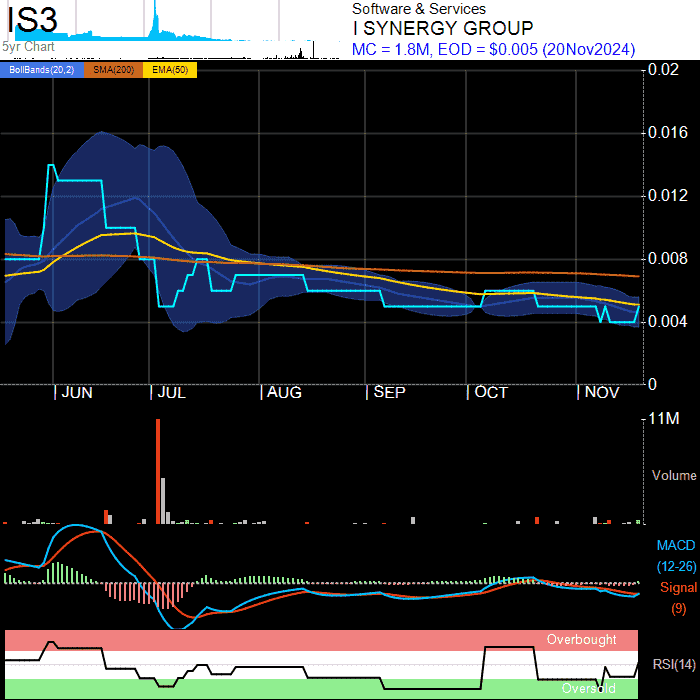 IS3
5yr Chart
Software & Services
I SYNERGY GROUP
MC = 1.8M, EOD = $0.005 (20Nov2024)
BollBands(20,2) SMA(200) EMA(50)
0.02
0.016
0.012
0.008
0.004
0
JUN JUL AUG SEP OCT NOV
11M
Volume
MACD
(12-26)
Signal
(9)
Overbought
RSI(14)
Oversold